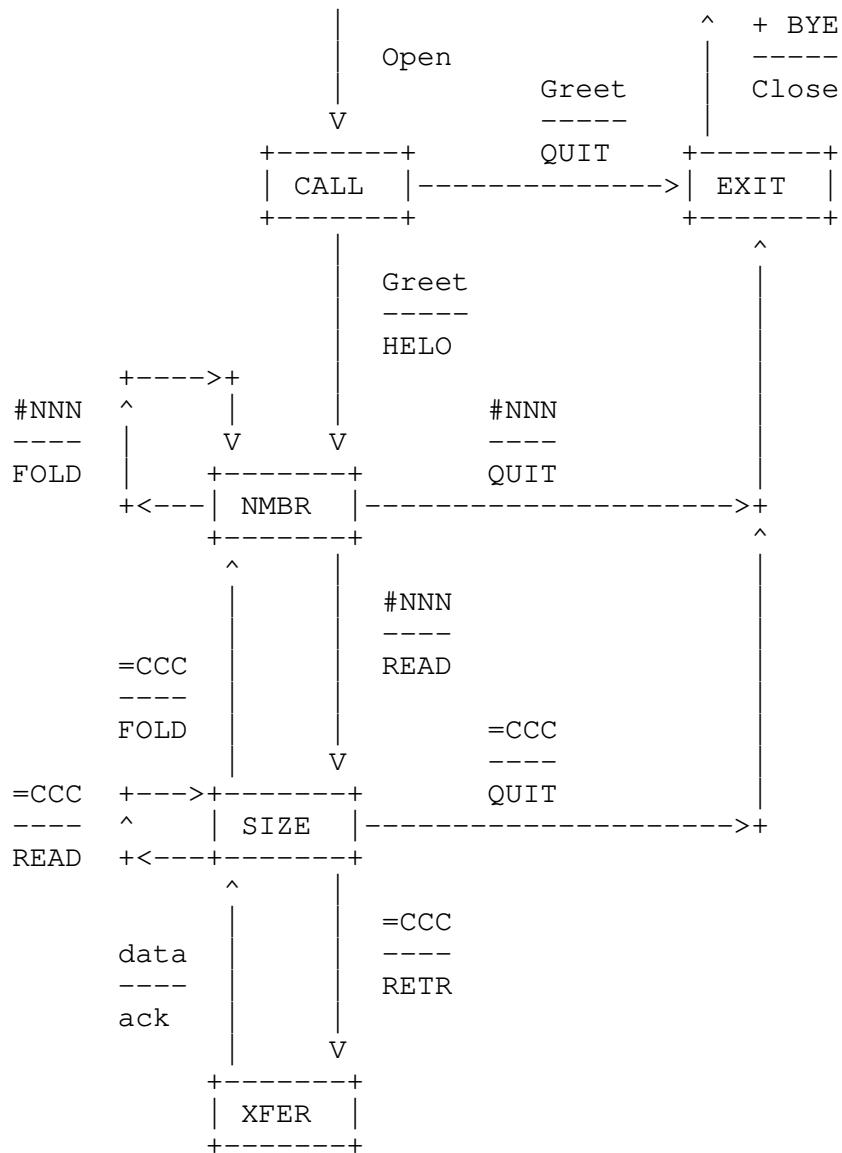 + BYE
Open
-----
Greet Close
-----
QUIT
CALL EXIT
Greet
-----
HELO
#NNN #NNN
---- ----
FOLD QUIT
NMBR
#NNN
----
=CCC READ
----
FOLD =CCC
----
=CCC QUIT
---- SIZE
READ
=CCC
data ----
---- RETR
ack
XFER